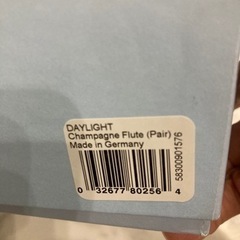 DAYLIGHT
Champagne Flute (Pair)
Made in Germany
58300901576
0 32677 80256 4